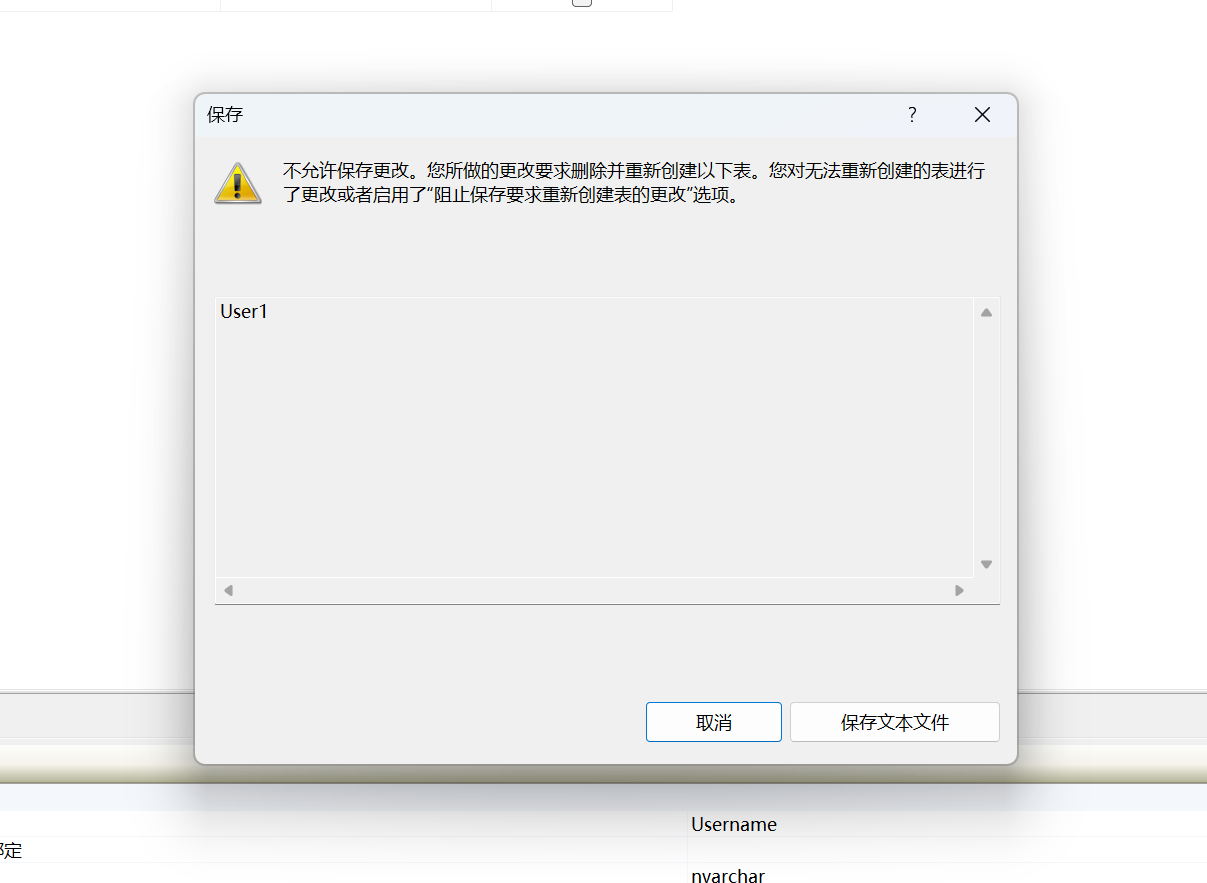 保存
?
不允许保存更改。您所做的更改要求删除并重新创建以下表。您对无法重新创建的表进行
了更改或者启用了“阻止保存要求重新创建表的更改”选项。
User1
取消
保存文本文件
Username
定
nvarchar